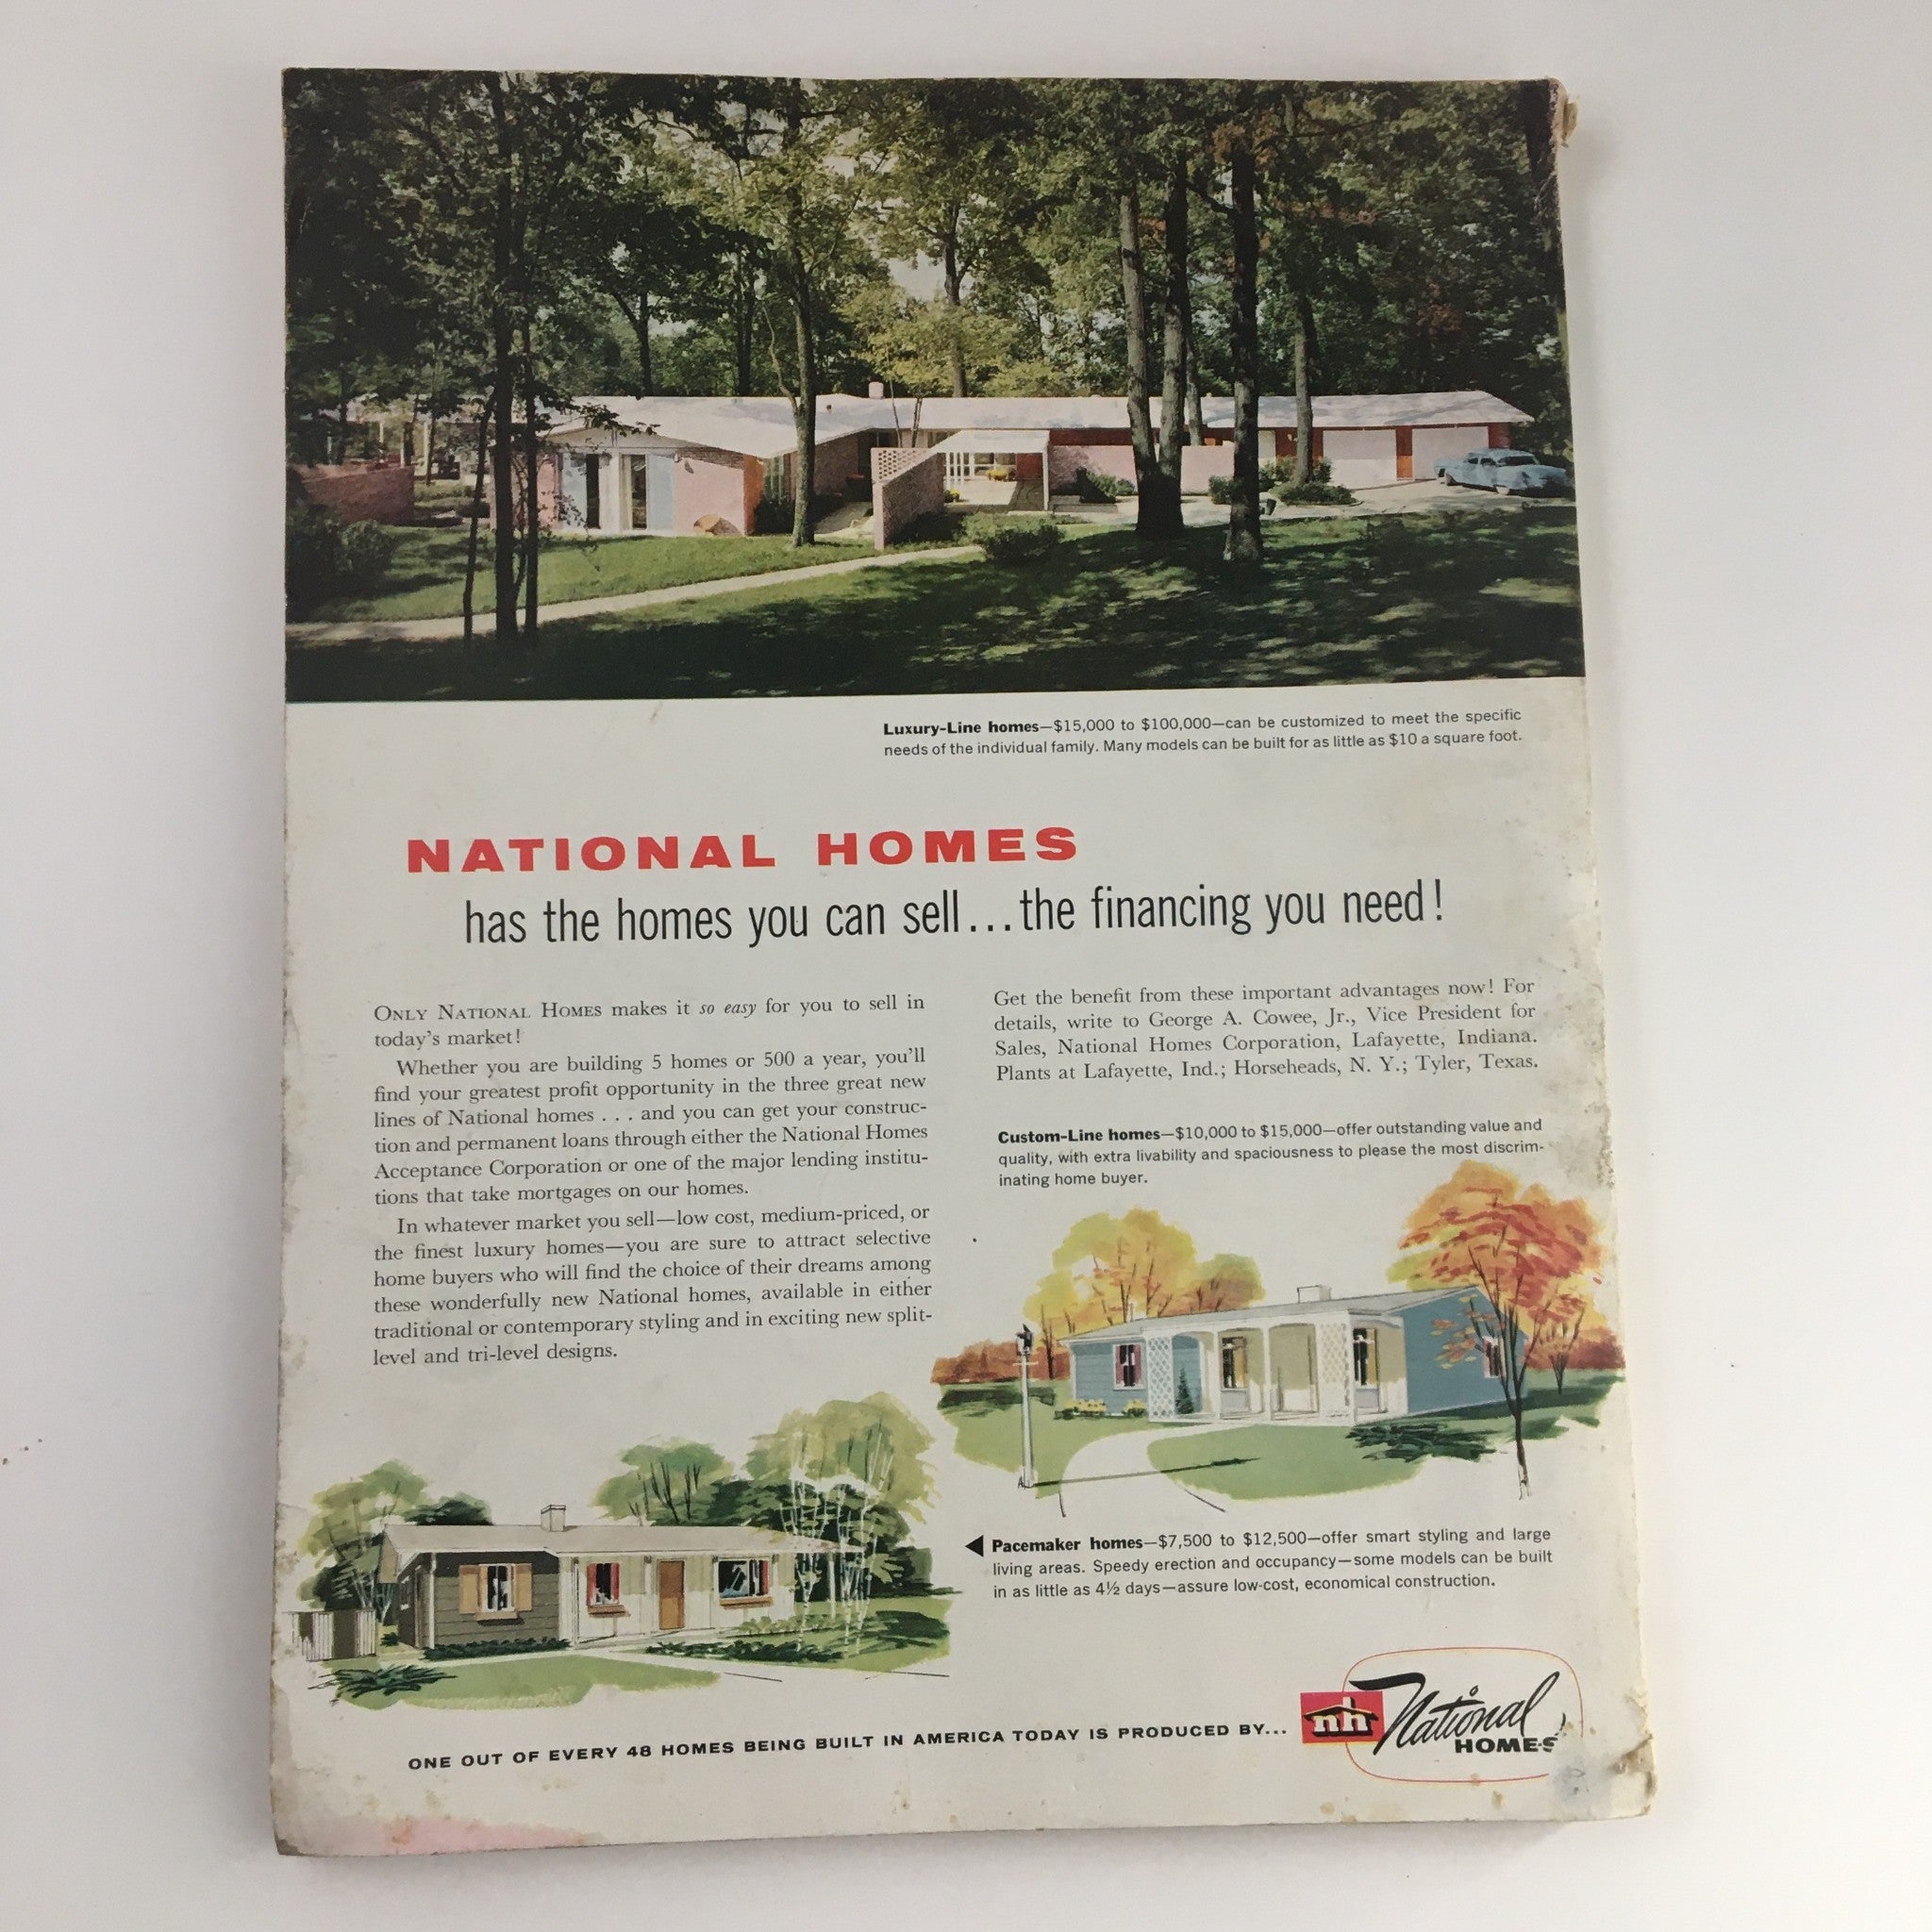 Luxury-Line homes—$15,000 to $100,000—can be customized to meet the specific
needs of the individual family. Many models can be built for as little as $10 a square foot.
NATIONAL HOMES
has the homes you can sell...the financing you need!
ONLY NATIONAL HOMES makes it so easy for you to sell in
today's market!
Whether you are building 5 homes or 500 a year, you'll
find your greatest profit opportunity in the three great new
lines of National homes . . . and you can get your construc-
tion and permanent loans through either the National Homes
Acceptance Corporation or one of the major lending institu-
tions that take mortgages on our homes.
In whatever market you sell—low cost, medium-priced, or
the finest luxury homes—you are sure to attract selective
home buyers who will find the choice of their dreams among
these wonderfully new National homes, available in either
traditional or contemporary styling and in exciting new split-
level and tri-level designs.
Get the benefit from these important advantages now! For
details, write to George A. Cowee, Jr., Vice President for
Sales, National Homes Corporation, Lafayette, Indiana.
Plants at Lafayette, Ind.; Horseheads, N. Y.; Tyler, Texas.
Custom-Line homes—$10,000 to $15,000—offer outstanding value and
quality, with extra livability and spaciousness to please the most discrim-
inating home buyer.
Pacemaker homes—$7,500 to $12,500—offer smart styling and large
living areas. Speedy erection and occupancy—some models can be built
in as little as 4½ days—assure low-cost, economical construction.
ONE OUT OF EVERY 48 HOMES BEING BUILT IN AMERICA TODAY IS PRODUCED BY...
nh National
HOMES